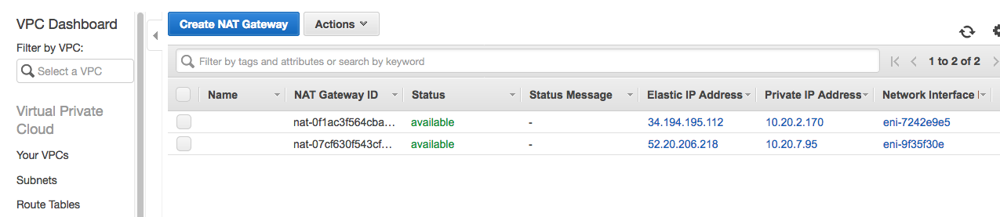 VPC Dashboard
Filter by VPC:
Select a VPC
Virtual Private
Cloud
Your VPCs
Subnets
Route Tables
Create NAT Gateway Actions
Filter by tags and attributes or search by keyword 1 to 2 of 2
Name NAT Gateway ID Status Status Message Elastic IP Address Private IP Address Network Interface
nat-0f1ac3f564cba... available - 34.194.195.112 10.20.2.170 eni-7242e9e5
nat-07cf630f543cf... available - 52.20.206.218 10.20.7.95 eni-9f35f30e